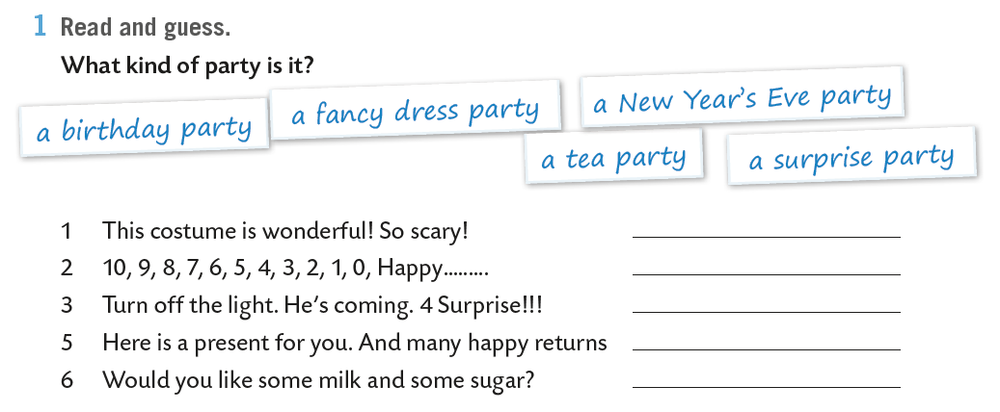 1 Read and guess.
What kind of party is it?
a birthday party
a fancy dress party
a New Year's Eve party
a tea party
a surprise party
1 This costume is wonderful! So scary!
2 10, 9, 8, 7, 6, 5, 4, 3, 2, 1, 0, Happy.........
3 Turn off the light. He's coming. 4 Surprise!!!
5 Here is a present for you. And many happy returns
6 Would you like some milk and some sugar?